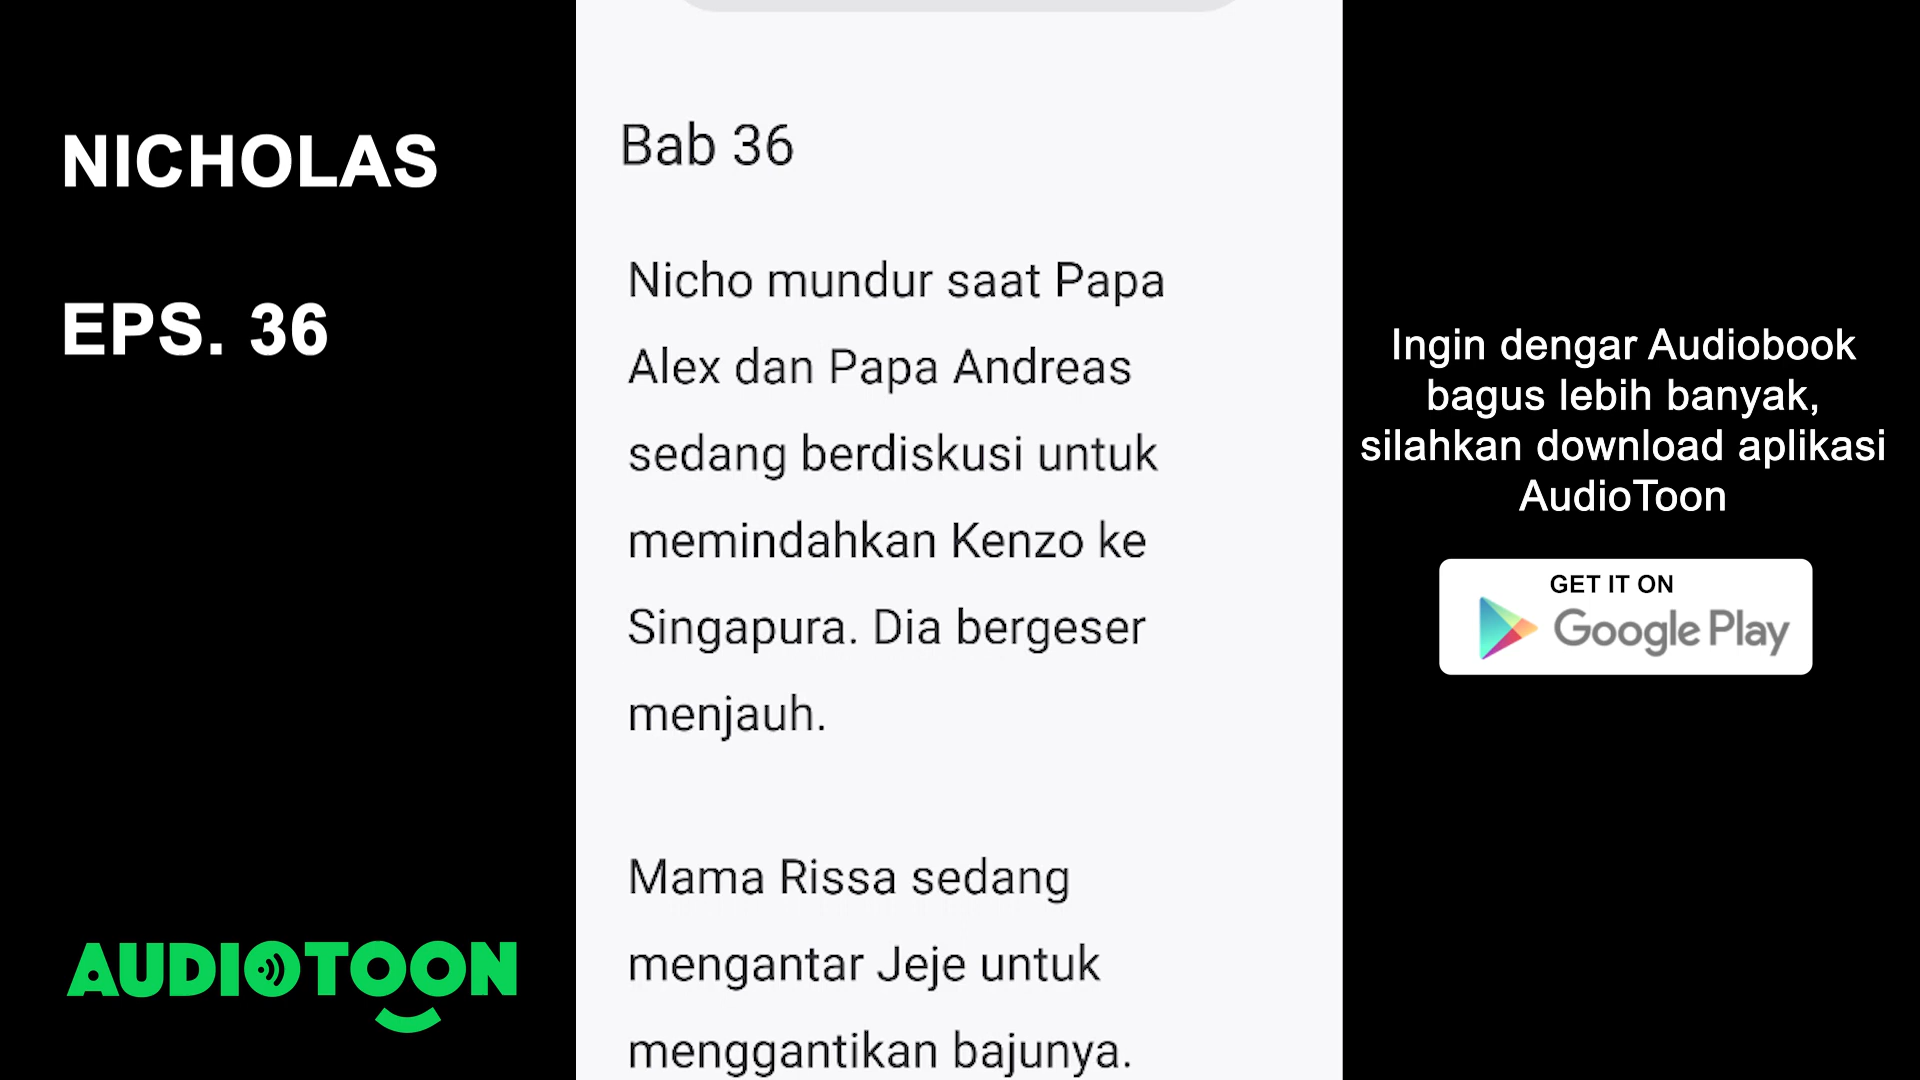 NICHOLAS
EPS. 36
AUDIOTOON
Bab 36
Nicho mundur saat Papa
Alex dan Papa Andreas
sedang berdiskusi untuk
memindahkan Kenzo ke
Singapura. Dia bergeser
menjauh.
Mama Rissa sedang
mengantar Jeje untuk
menggantikan bajunya.
Ingin dengar Audiobook
bagus lebih banyak,
silahkan download aplikasi
AudioToon
GET IT ON
Google Play